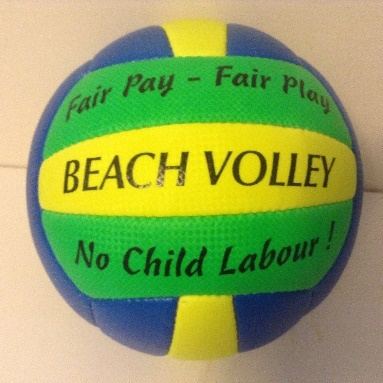 Fair Pay - Fair Play
BEACH VOLLEY
No Child Labour!